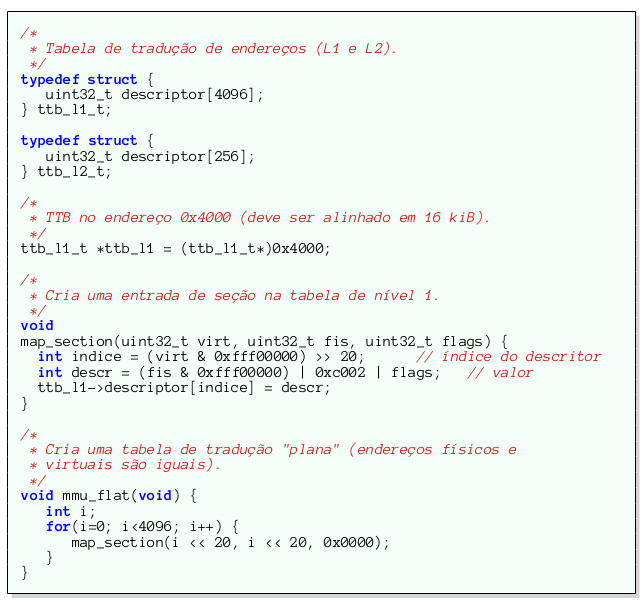 /*
 * Tabela de tradução de endereços (L1 e L2).
 */
typedef struct {
   uint32_t descriptor[4096];
} ttb_l1_t;

typedef struct {
   uint32_t descriptor[256];
} ttb_l2_t;

/*
 * TTB no endereço 0x4000 (deve ser alinhado em 16 kiB).
 */
ttb_l1_t *ttb_l1 = (ttb_l1_t*)0x4000;

/*
 * Cria uma entrada de seção na tabela de nível 1.
 */
void
map_section(uint32_t virt, uint32_t fis, uint32_t flags) {
  int indice = (virt & 0xfff00000) >> 20;      // índice do descritor
  int descr = (fis & 0xfff00000) | 0xc002 | flags;   // valor
  ttb_l1->descriptor[indice] = descr;
}

/*
 * Cria uma tabela de tradução "plana" (endereços físicos e
 * virtuais são iguais).
 */
void mmu_flat(void) {
   int i;
   for(i=0; i<4096; i++) {
      map_section(i << 20, i << 20, 0x0000);
   }
}